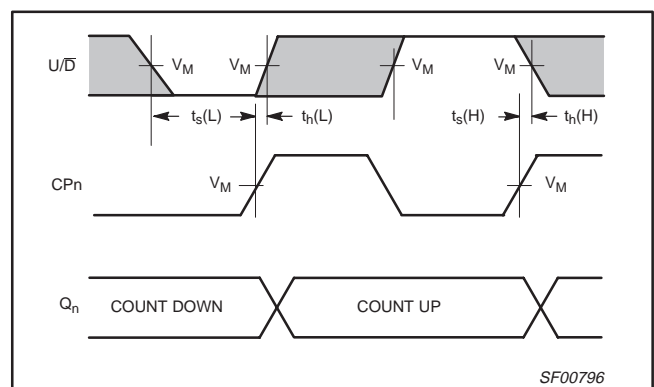 U/D̅ V_M V_M V_M V_M
t_s(L) t_h(L) t_s(H) t_h(H)
CPn V_M V_M
Q_n COUNT DOWN COUNT UP
SF00796